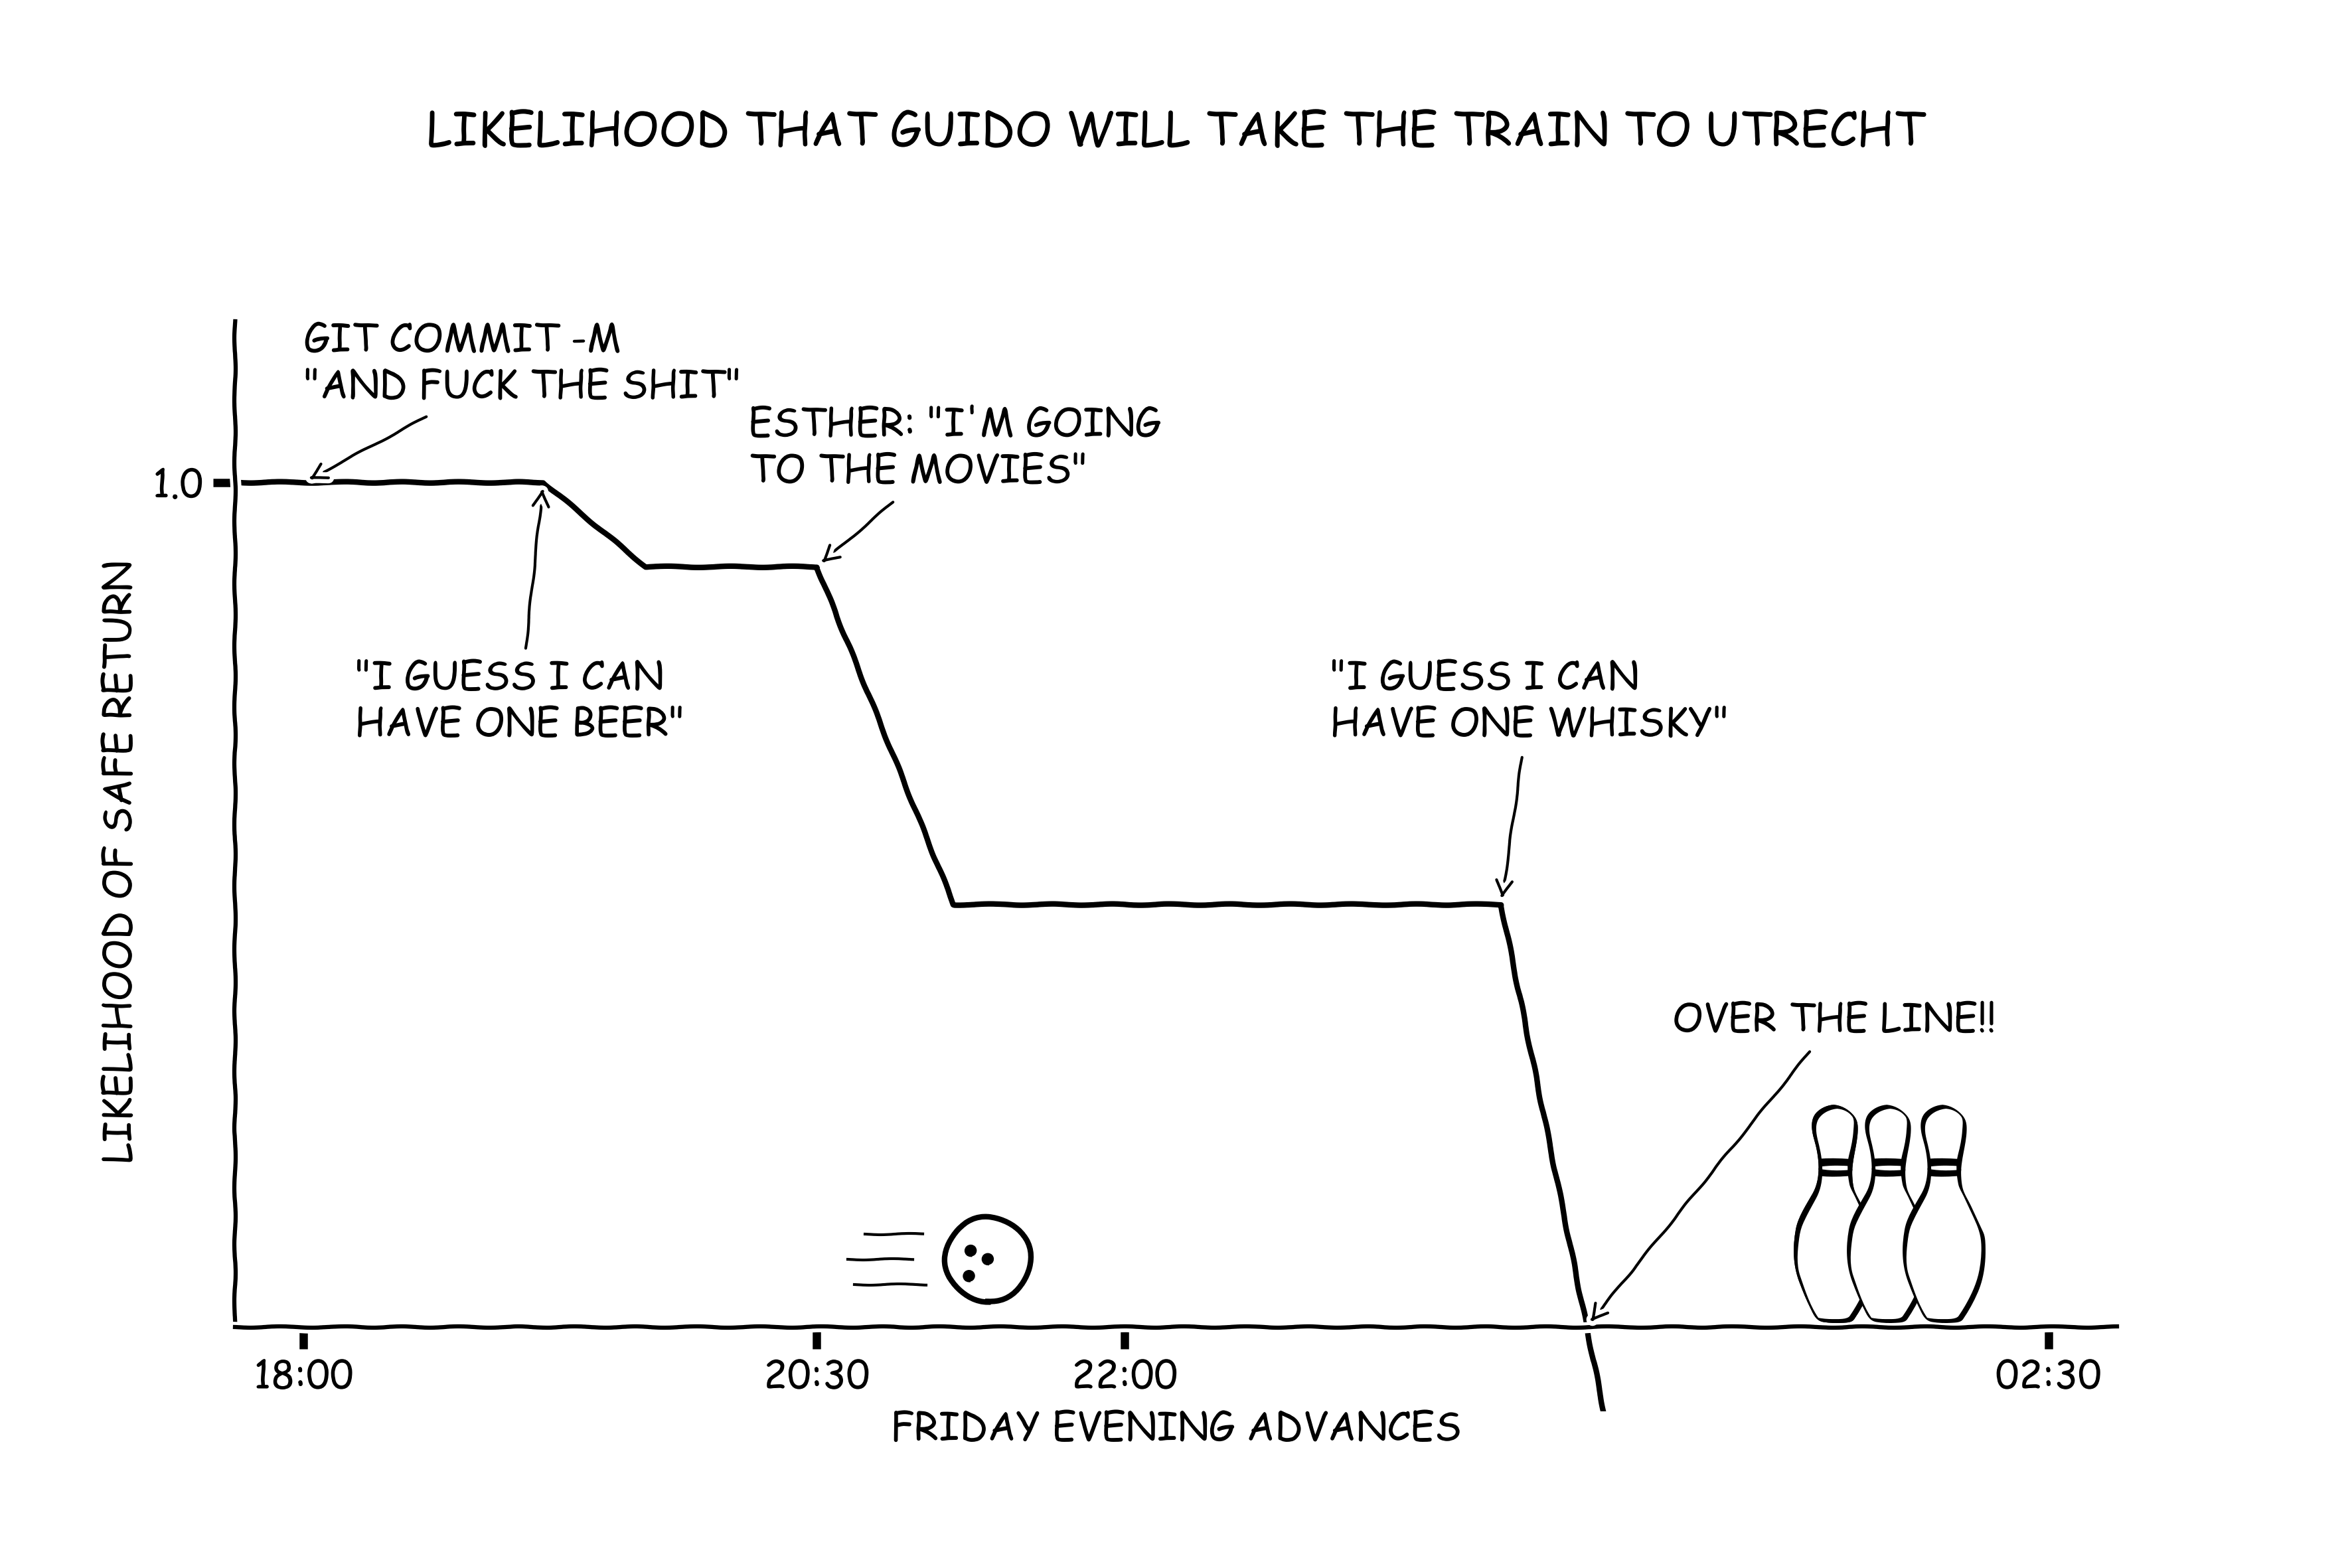 LIKELIHOOD THAT GUIDO WILL TAKE THE TRAIN TO UTRECHT
GIT COMMIT -M
"AND FUCK THE SHIT"
ESTHER: "I'M GOING
TO THE MOVIES"
1.0
"I GUESS I CAN
HAVE ONE BEER"
"I GUESS I CAN
HAVE ONE WHISKY"
LIKELIHOOD OF SAFE RETURN
OVER THE LINE!!
18:00
20:30
22:00
02:30
FRIDAY EVENING ADVANCES